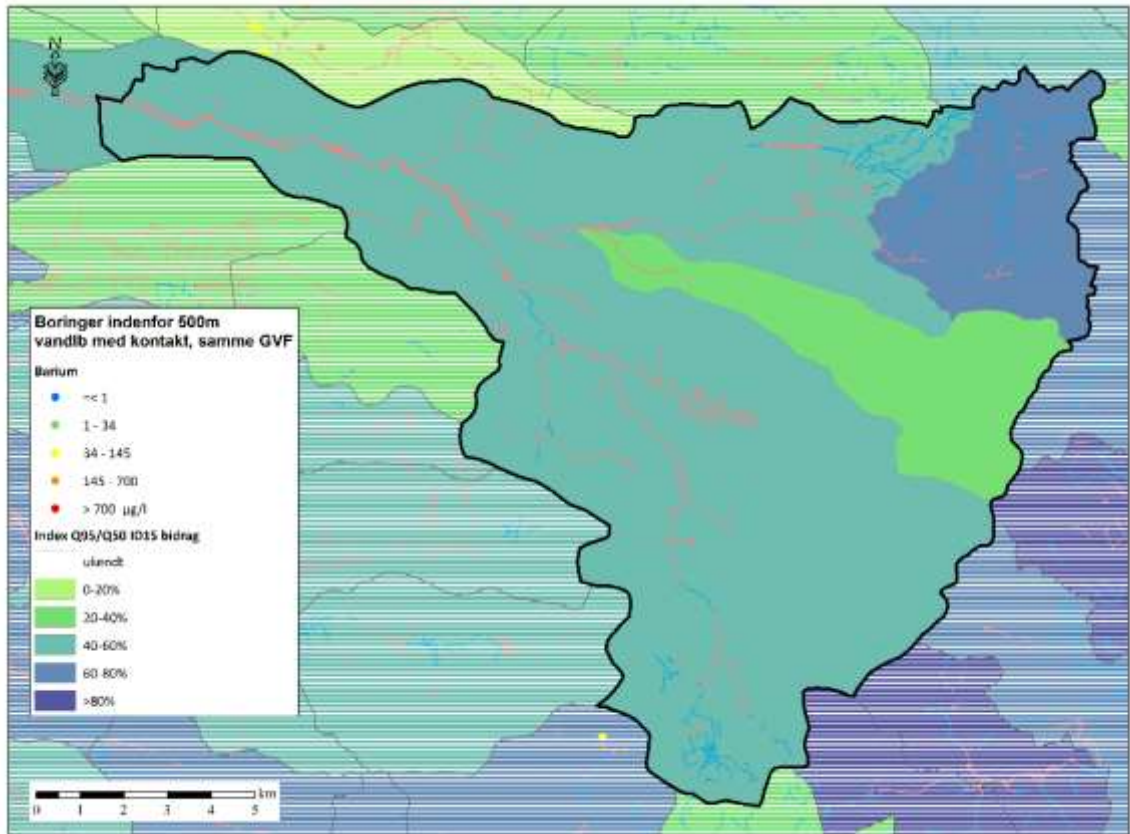 N
Boringer indenfor 500m
vandlb med kontakt, samme GVF
Barium
=< 1
1 - 34
34 - 145
145 - 700
> 700 µg/l
Index Q95/Q50 ID15 bidrag
ukendt
0-20%
20-40%
40-60%
60-80%
>80%
km
0 1 2 3 4 5